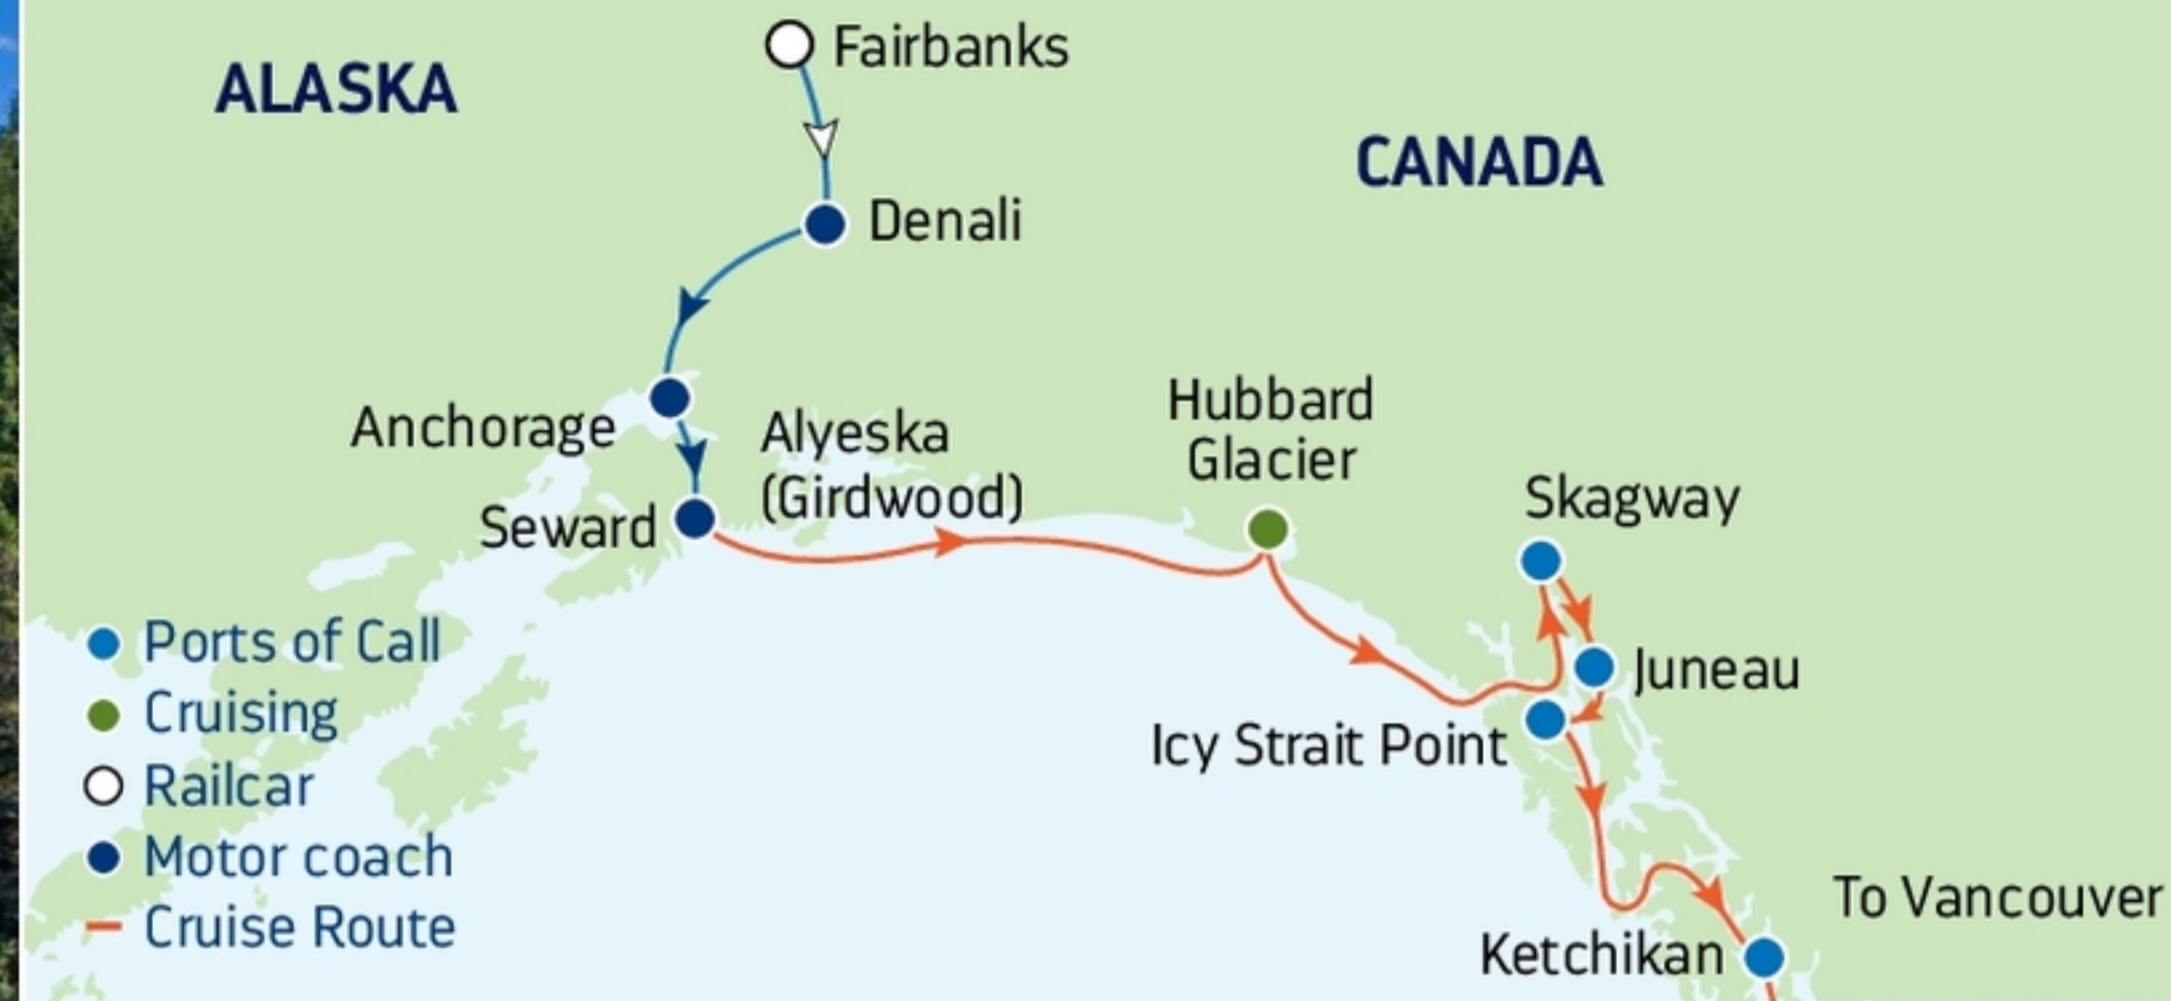 Fairbanks
ALASKA
CANADA
Denali
Hubbard
Glacier
Anchorage
Alyeska
(Girdwood)
Seward
Skagway
Ports of Call
Juneau
Cruising
Icy Strait Point
Railcar
Motor coach
To Vancouver
Cruise Route
Ketchikan